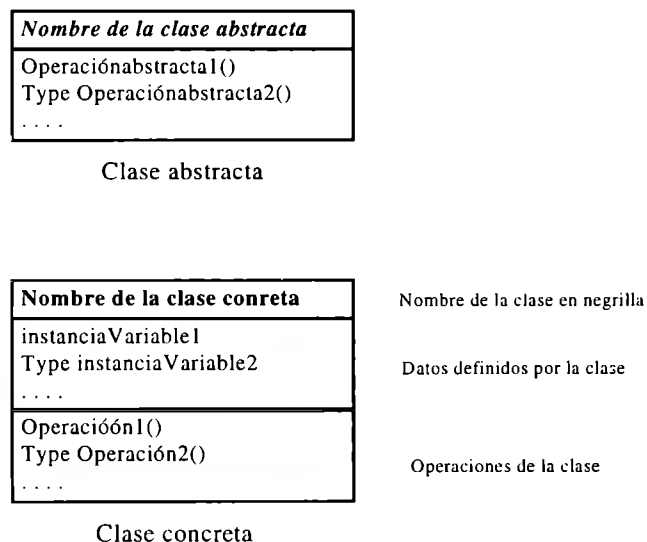 Nombre de la clase abstracta
Operaciónabstracta1()
Type Operaciónabstracta2()
. . . .
Clase abstracta
Nombre de la clase conreta
Nombre de la clase en negrilla
instanciaVariable1
Type instanciaVariable2
Datos definidos por la clase
. . . .
Operacióón1()
Type Operación2()
Operaciones de la clase
. . . .
Clase concreta